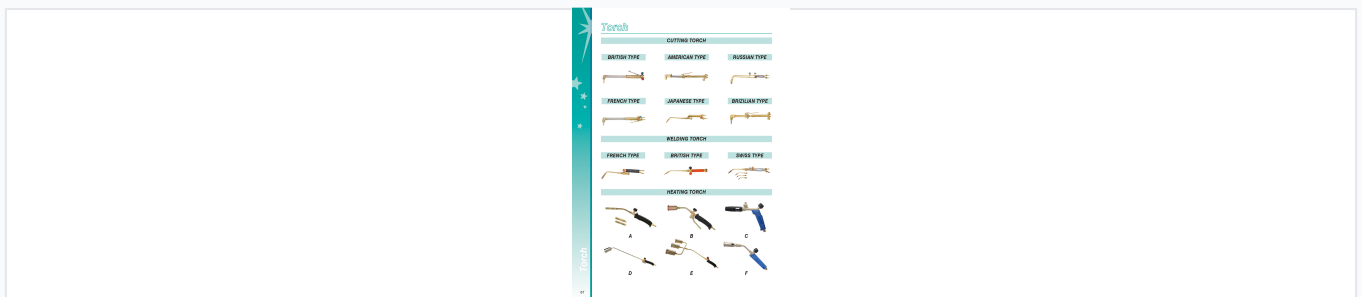 Torch
CUTTING TORCH
BRITISH TYPE AMERICAN TYPE RUSSIAN TYPE
FRENCH TYPE JAPANESE TYPE BRIZILIAN TYPE
WELDING TORCH
FRENCH TYPE BRITISH TYPE SWISS TYPE
HEATING TORCH
A B C
D E F
Torch